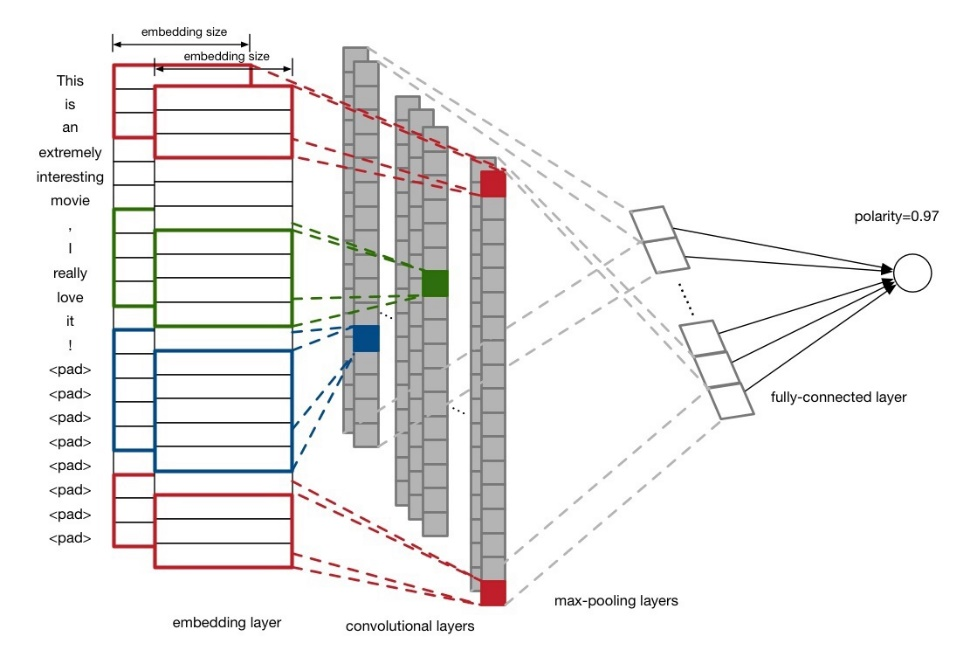 embedding size
embedding size
This
is
an
extremely
interesting
movie
,
I
really
love
it
!
<pad>
<pad>
<pad>
<pad>
<pad>
<pad>
<pad>
<pad>
polarity=0.97
fully-connected layer
max-pooling layers
embedding layer
convolutional layers